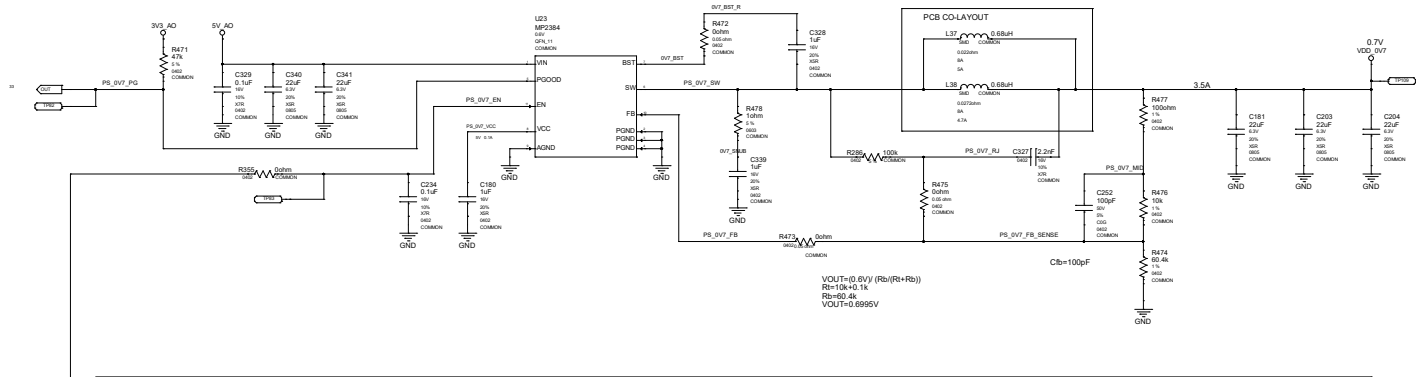 3V3_AO
R471
47k
5 %
0402
COMMON
PS_0V7_PG
OUT
TP62
5V_AO
C329
0.1uF
16V
10%
X7R
0402
COMMON
GND
C340
22uF
6.3V
20%
X5R
0805
COMMON
GND
C341
22uF
6.3V
20%
X5R
0805
COMMON
GND
U23
MP2384
0.6V
QFN_11
COMMON
VIN
PGOOD
EN
VCC
AGND
BST
SW
FB
PGND
PGND
PGND
PS_0V7_EN
PS_0V7_VCC
5V 0.1A
GND
GND
R355
0ohm
0402
COMMON
C234
0.1uF
16V
10%
X7R
0402
COMMON
GND
C180
1uF
16V
20%
X5R
0402
COMMON
GND
0V7_BST_R
R472
0ohm
0.05 ohm
0402
COMMON
0V7_BST
C328
1uF
16V
20%
X5R
0402
COMMON
PS_0V7_SW
R478
1ohm
5 %
0603
COMMON
0V7_SNUB
C339
1uF
16V
20%
X5R
0402
COMMON
GND
PCB CO-LAYOUT
L37
0.68uH
SMD
COMMON
0.022ohm
8A
5A
L38
0.68uH
SMD
COMMON
0.0272ohm
8A
4.7A
R286
100k
0402
COMMON
PS_0V7_RJ
C327
2.2nF
0402
16V
10%
X7R
COMMON
R475
0ohm
0.05 ohm
0402
COMMON
PS_0V7_FB
R473
0ohm
0402
COMMON
PS_0V7_FB_SENSE
PS_0V7_MID
C252
100pF
50V
5%
C0G
0402
COMMON
Cfb=100pF
R477
100ohm
1 %
0402
COMMON
R476
10k
1 %
0402
COMMON
R474
60.4k
1 %
0402
COMMON
GND
3.5A
C181
22uF
6.3V
20%
X5R
0805
COMMON
GND
C203
22uF
6.3V
20%
X5R
0805
COMMON
GND
C204
22uF
6.3V
20%
X5R
0805
COMMON
GND
0.7V
VDD_0V7
VOUT=(0.6V)/ (Rb/(Rt+Rb))
Rt=10k+0.1k
Rb=60.4k
VOUT=0.6995V